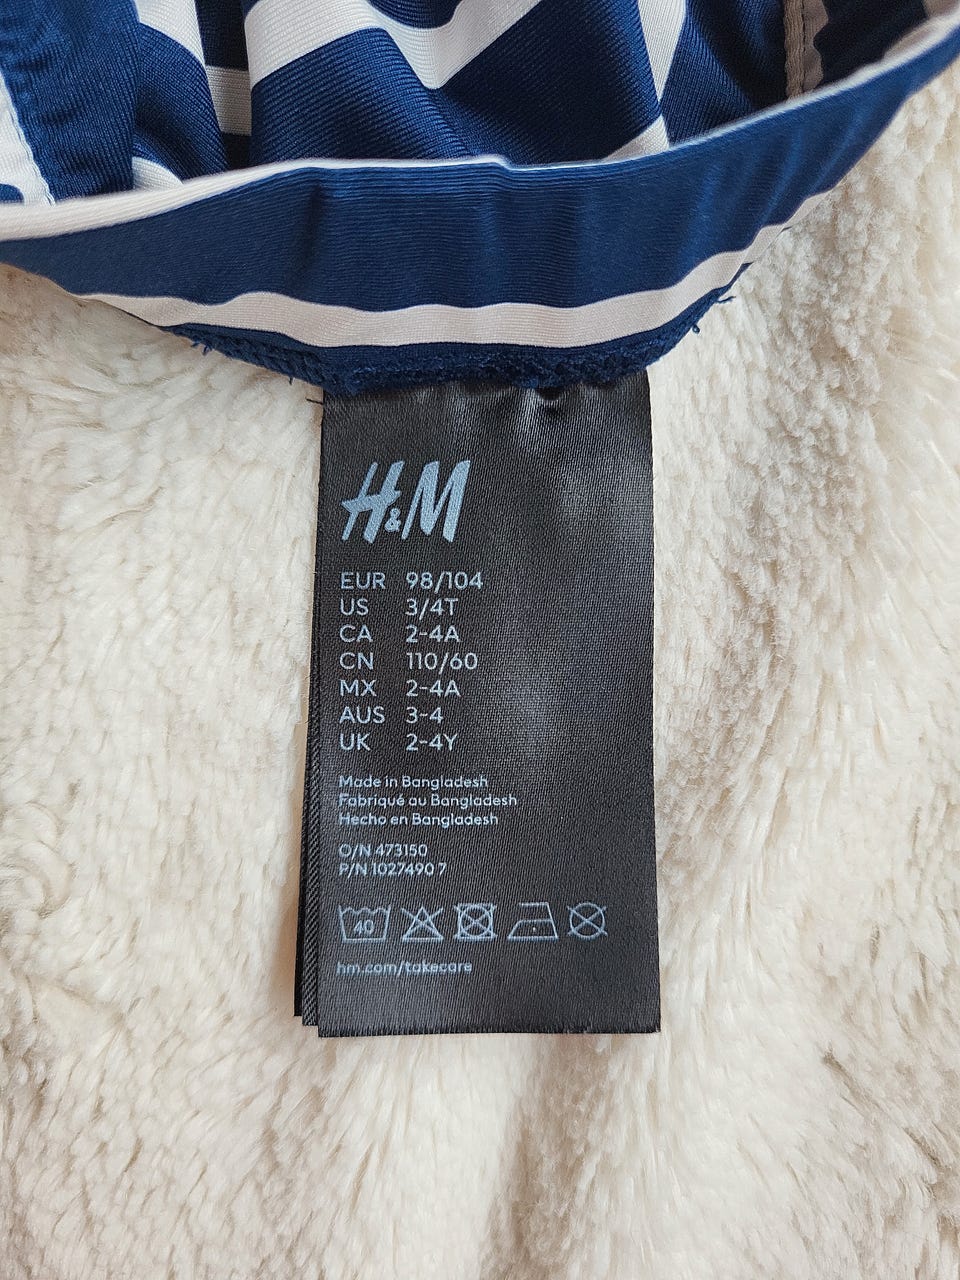 H&M
EUR 98/104
US 3/4T
CA 2-4A
CN 110/60
MX 2-4A
AUS 3-4
UK 2-4Y
Made in Bangladesh
Fabriqué au Bangladesh
Hecho en Bangladesh
O/N 473150
P/N 1027490 7
40
hm.com/takecare